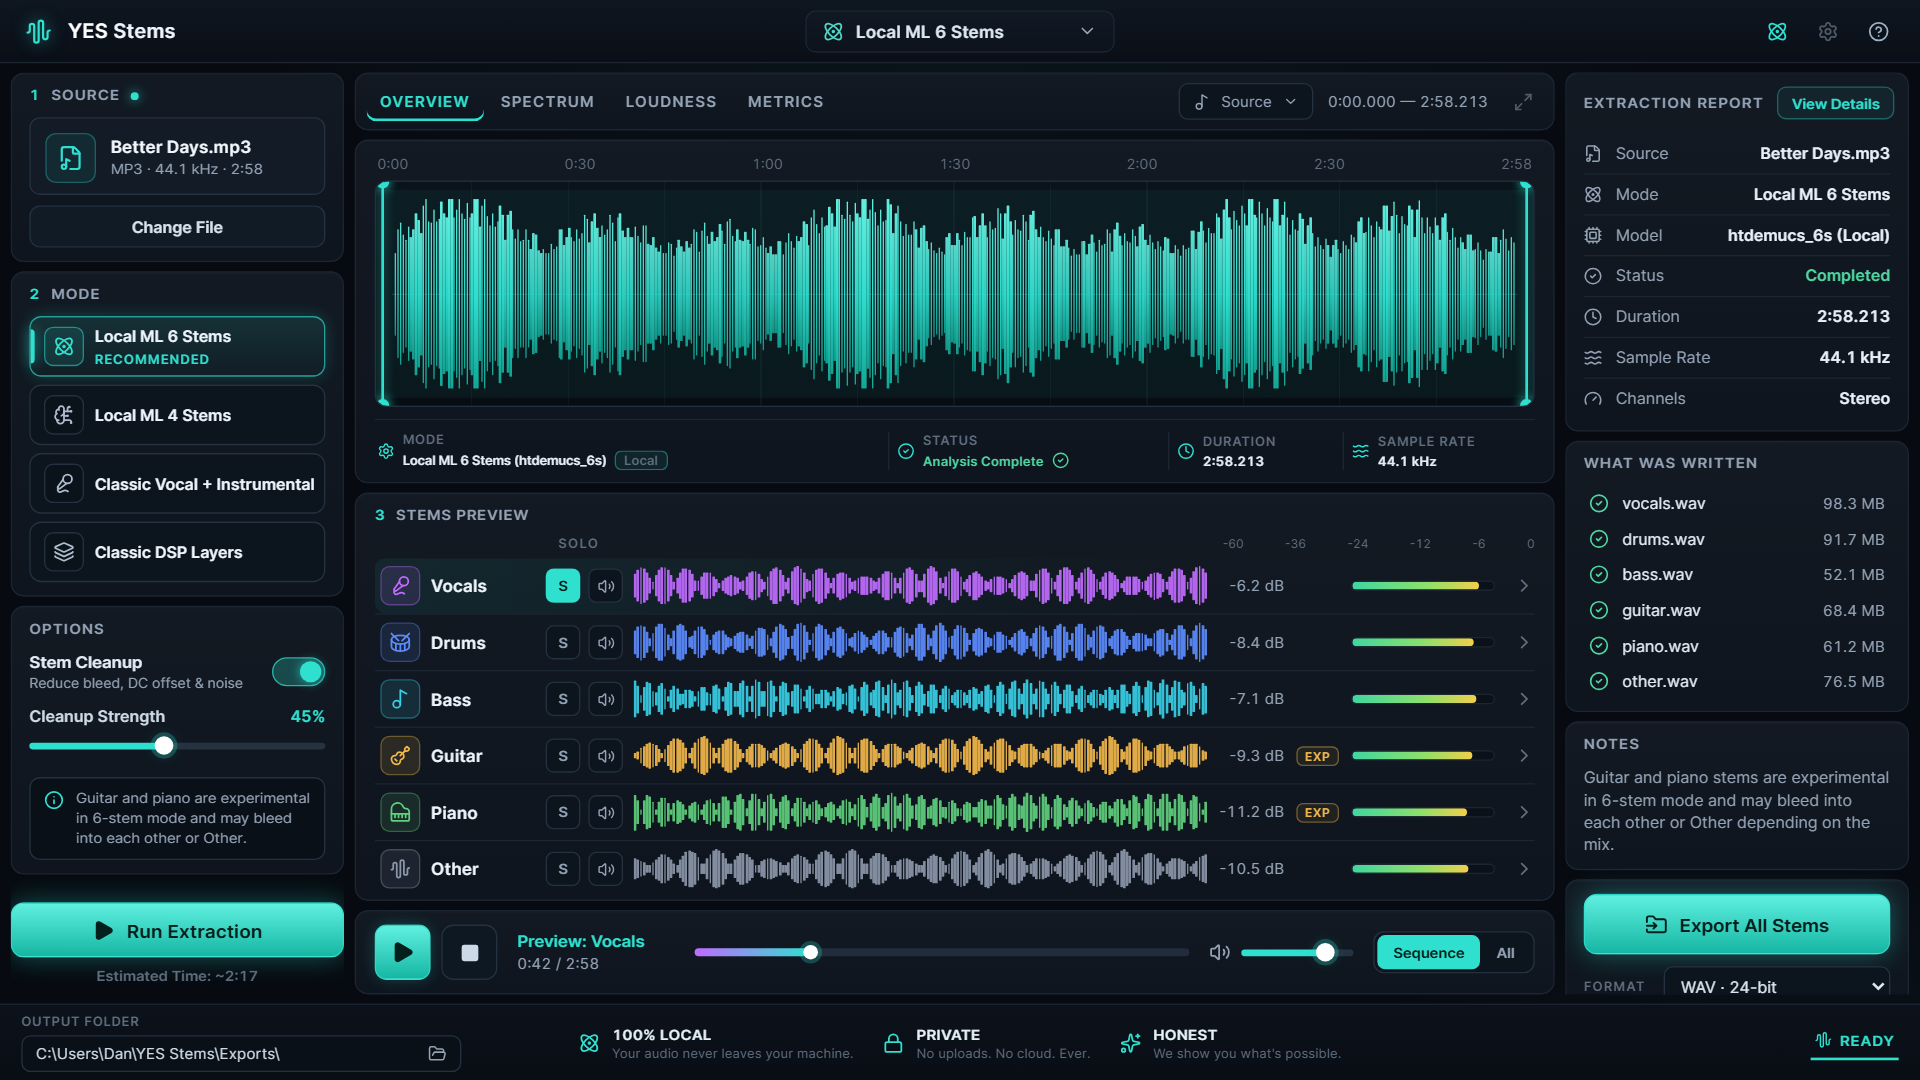 YES Stems
Local ML 6 Stems
1 SOURCE
Better Days.mp3
MP3 · 44.1 kHz · 2:58
Change File
2 MODE
Local ML 6 Stems
RECOMMENDED
Local ML 4 Stems
Classic Vocal + Instrumental
Classic DSP Layers
OPTIONS
Stem Cleanup
Reduce bleed, DC offset & noise
Cleanup Strength 45%
Guitar and piano are experimental
in 6-stem mode and may bleed
into each other or Other.
Run Extraction
Estimated Time: ~2:17
OVERVIEW SPECTRUM LOUDNESS METRICS
Source 0:00.000 — 2:58.213
0:00 0:30 1:00 1:30 2:00 2:30 2:58
MODE
Local ML 6 Stems (htdemucs_6s) Local
STATUS
Analysis Complete
DURATION
2:58.213
SAMPLE RATE
44.1 kHz
3 STEMS PREVIEW
SOLO -60 -36 -24 -12 -6 0
Vocals S -6.2 dB
Drums S -8.4 dB
Bass S -7.1 dB
Guitar S -9.3 dB EXP
Piano S -11.2 dB EXP
Other S -10.5 dB
Preview: Vocals
0:42 / 2:58
Sequence All
EXTRACTION REPORT View Details
Source Better Days.mp3
Mode Local ML 6 Stems
Model htdemucs_6s (Local)
Status Completed
Duration 2:58.213
Sample Rate 44.1 kHz
Channels Stereo
WHAT WAS WRITTEN
vocals.wav 98.3 MB
drums.wav 91.7 MB
bass.wav 52.1 MB
guitar.wav 68.4 MB
piano.wav 61.2 MB
other.wav 76.5 MB
NOTES
Guitar and piano stems are experimental
in 6-stem mode and may bleed into
each other or Other depending on the
mix.
Export All Stems
FORMAT WAV · 24-bit
OUTPUT FOLDER
C:\Users\Dan\YES Stems\Exports\
100% LOCAL
Your audio never leaves your machine.
PRIVATE
No uploads. No cloud. Ever.
HONEST
We show you what's possible.
READY